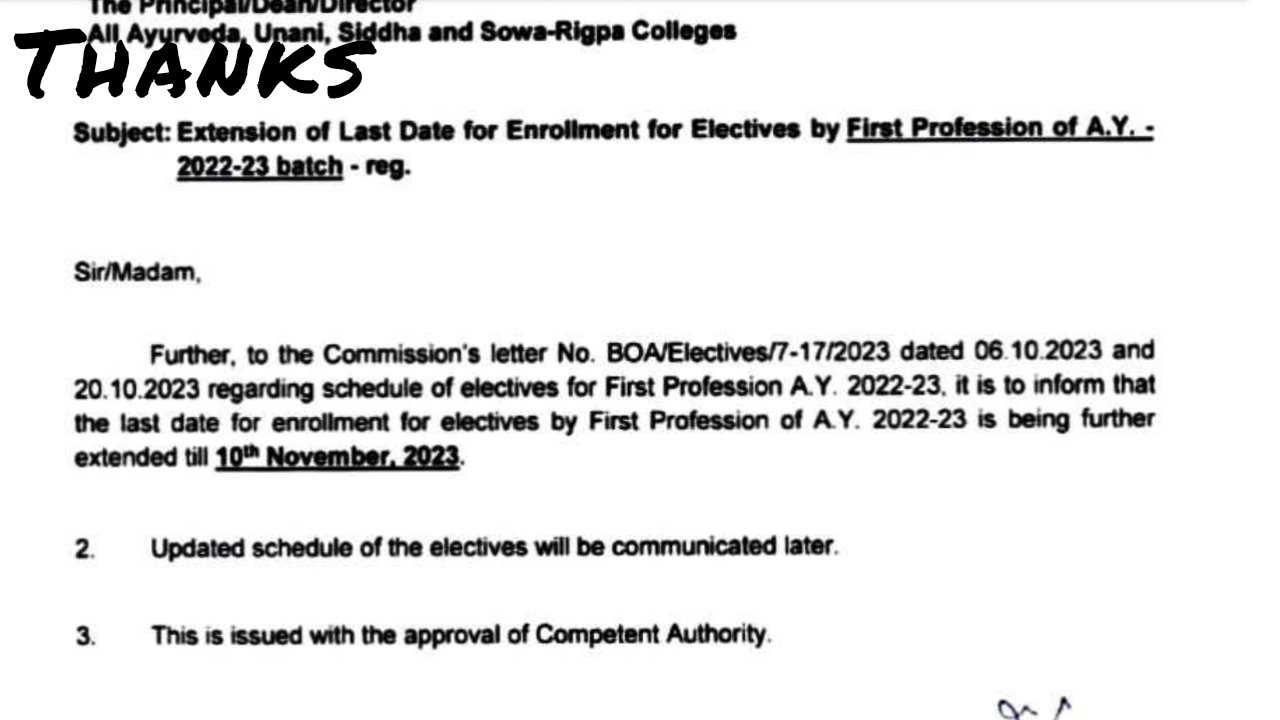 The Principal/Dean/Director
All Ayurveda, Unani, Siddha and Sowa-Rigpa Colleges
THANKS
Subject: Extension of Last Date for Enrollment for Electives by First Profession of A.Y. -
2022-23 batch - reg.
Sir/Madam,
Further, to the Commission's letter No. BOA/Electives/7-17/2023 dated 06.10.2023 and
20.10.2023 regarding schedule of electives for First Profession A.Y. 2022-23, it is to inform that
the last date for enrollment for electives by First Profession of A.Y. 2022-23 is being further
extended till 10th November, 2023.
2. Updated schedule of the electives will be communicated later.
3. This is issued with the approval of Competent Authority.